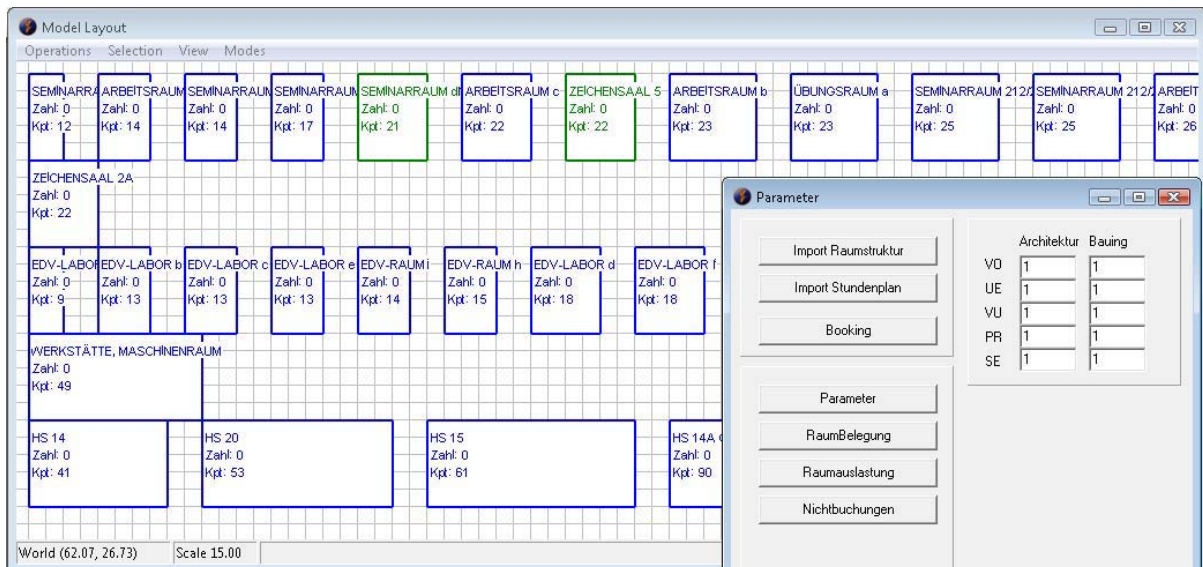 Model Layout
Operations Selection View Modes
SEMINARRA ARBEITSRAUM SEMINARRAUM SEMINARRAUM SEMINARRAUM dI ARBEITSRAUM c ZEICHENSAAL 5 ARBEITSRAUM b ÜBUNGSRAUM a SEMINARRAUM 212/ SEMINARRAUM 212/ ARBEIT
Zahl: 0 Zahl: 0 Zahl: 0 Zahl: 0 Zahl: 0 Zahl: 0 Zahl: 0 Zahl: 0 Zahl: 0 Zahl: 0 Zahl: 0 Zahl: 0
Kpt: 12 Kpt: 14 Kpt: 14 Kpt: 17 Kpt: 21 Kpt: 22 Kpt: 22 Kpt: 23 Kpt: 23 Kpt: 25 Kpt: 25 Kpt: 26
ZEICHENSAAL 2A
Zahl: 0
Kpt: 22
EDV-LABOR EDV-LABOR b EDV-LABOR c EDV-LABOR e EDV-RAUM i EDV-RAUM h EDV-LABOR d EDV-LABOR f
Zahl: 0 Zahl: 0 Zahl: 0 Zahl: 0 Zahl: 0 Zahl: 0 Zahl: 0 Zahl: 0
Kpt: 9 Kpt: 13 Kpt: 13 Kpt: 13 Kpt: 14 Kpt: 15 Kpt: 18 Kpt: 18
WERKSTÄTTE, MASCHINENRAUM
Zahl: 0
Kpt: 49
HS 14 HS 20 HS 15 HS 14A
Zahl: 0 Zahl: 0 Zahl: 0 Zahl: 0
Kpt: 41 Kpt: 53 Kpt: 61 Kpt: 90
World (62.07, 26.73) Scale 15.00
Parameter
Import Raumstruktur
Import Stundenplan
Booking
Parameter
RaumBelegung
Raumauslastung
Nichtbuchungen
Architektur Bauing
VO 1 1
UE 1 1
VU 1 1
PR 1 1
SE 1 1